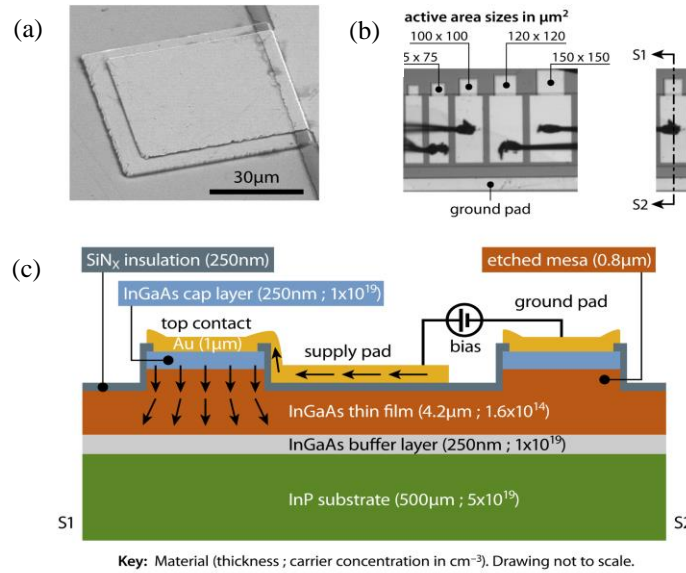 (a)
30µm
(b)
active area sizes in µm²
100 x 100
120 x 120
5 x 75
150 x 150
ground pad
S1
S2
(c)
SiNX insulation (250nm)
etched mesa (0.8µm)
InGaAs cap layer (250nm ; 1x10¹⁹)
ground pad
top contact
Au (1µm)
supply pad
bias
InGaAs thin film (4.2µm ; 1.6x10¹⁴)
InGaAs buffer layer (250nm ; 1x10¹⁹)
InP substrate (500µm ; 5x10¹⁹)
S1
S2
Key: Material (thickness ; carrier concentration in cm⁻³). Drawing not to scale.